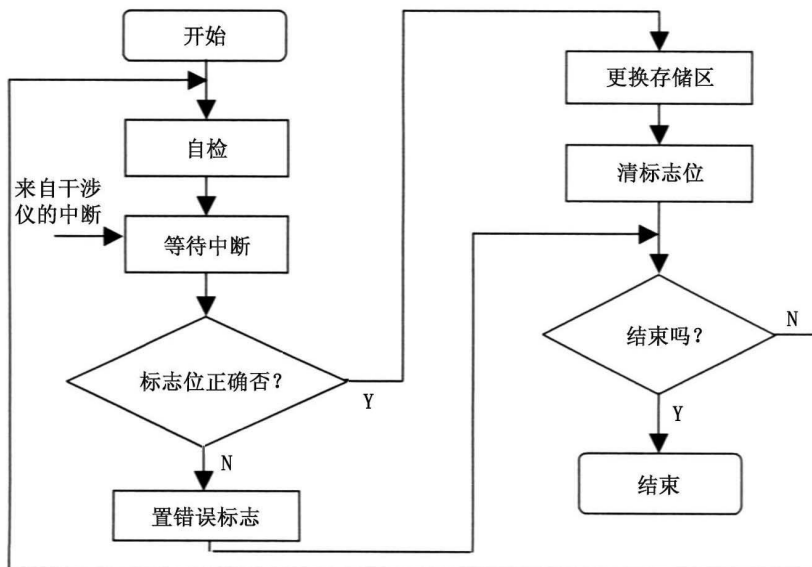 开始
自检
来自干涉
仪的中断
等待中断
标志位正确否?
Y
N
置错误标志
更换存储区
清标志位
结束吗?
N
Y
结束